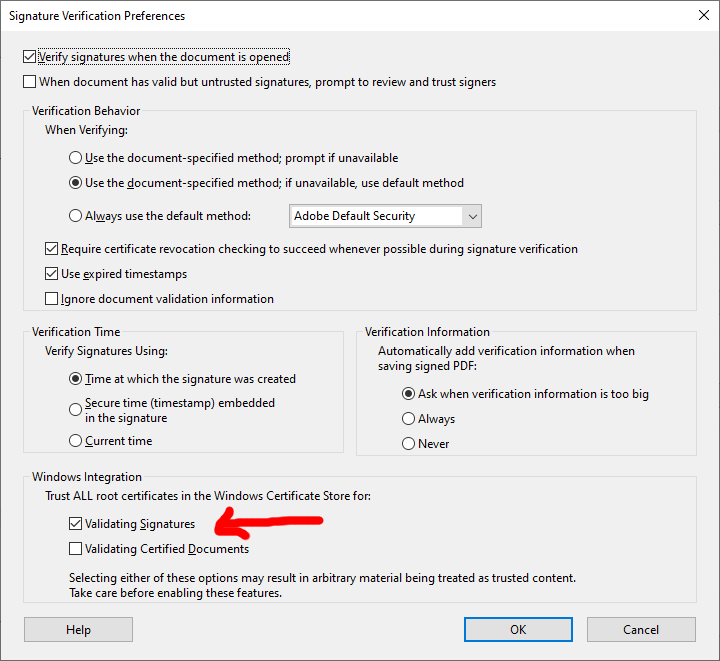 Signature Verification Preferences
Verify signatures when the document is opened
When document has valid but untrusted signatures, prompt to review and trust signers
Verification Behavior
When Verifying:
Use the document-specified method; prompt if unavailable
Use the document-specified method; if unavailable, use default method
Always use the default method:
Adobe Default Security
Require certificate revocation checking to succeed whenever possible during signature verification
Use expired timestamps
Ignore document validation information
Verification Time
Verify Signatures Using:
Time at which the signature was created
Secure time (timestamp) embedded
in the signature
Current time
Verification Information
Automatically add verification information when
saving signed PDF:
Ask when verification information is too big
Always
Never
Windows Integration
Trust ALL root certificates in the Windows Certificate Store for:
Validating Signatures
Validating Certified Documents
Selecting either of these options may result in arbitrary material being treated as trusted content.
Take care before enabling these features.
Help
OK
Cancel